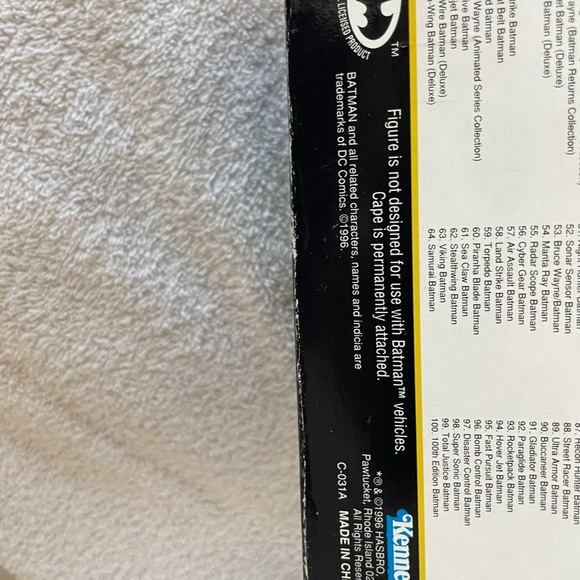 ayne (Batman Returns Collection)
Batman (Deluxe)
rike Batman
Belt Batman
d Batman
Wayne (Animated Series Collection)
ive Batman
jet Batman
Wire Batman (Deluxe)
-Wing Batman (Deluxe)
52. Sonar Sensor Batman
53. Bruce Wayne/Batman
54. Manta Ray Batman
55. Radar Scope Batman
56. Cyber Gear Batman
57. Air Assault Batman
58. Land Strike Batman
59. Torpedo Batman
60. Piranha Blade Batman
61. Sea Claw Batman
62. Stealthwing Batman
63. Viking Batman
64. Samurai Batman
87. Recon Hunter Batman
88. Street Racer Batman
89. Ultra Armor Batman
90. Buccaneer Batman
91. Gladiator Batman
92. Paraglide Batman
93. Rocketpack Batman
94. Hover Jet Batman
95. Fast Pursuit Batman
96. Bomb Control Batman
97. Disaster Control Batman
98. Super Sonic Batman
99. Total Justice Batman
100. 100th Edition Batman
LICENSED PRODUCT
TM
Figure is not designed for use with Batman™ vehicles.
Cape is permanently attached.
BATMAN and all related characters, names and indicia are
trademarks of DC Comics. ©1996.
Kenne
*® & ©1996 HASBRO,
Pawtucket, Rhode Island 02
All Rights Reser
C-031A MADE IN CH